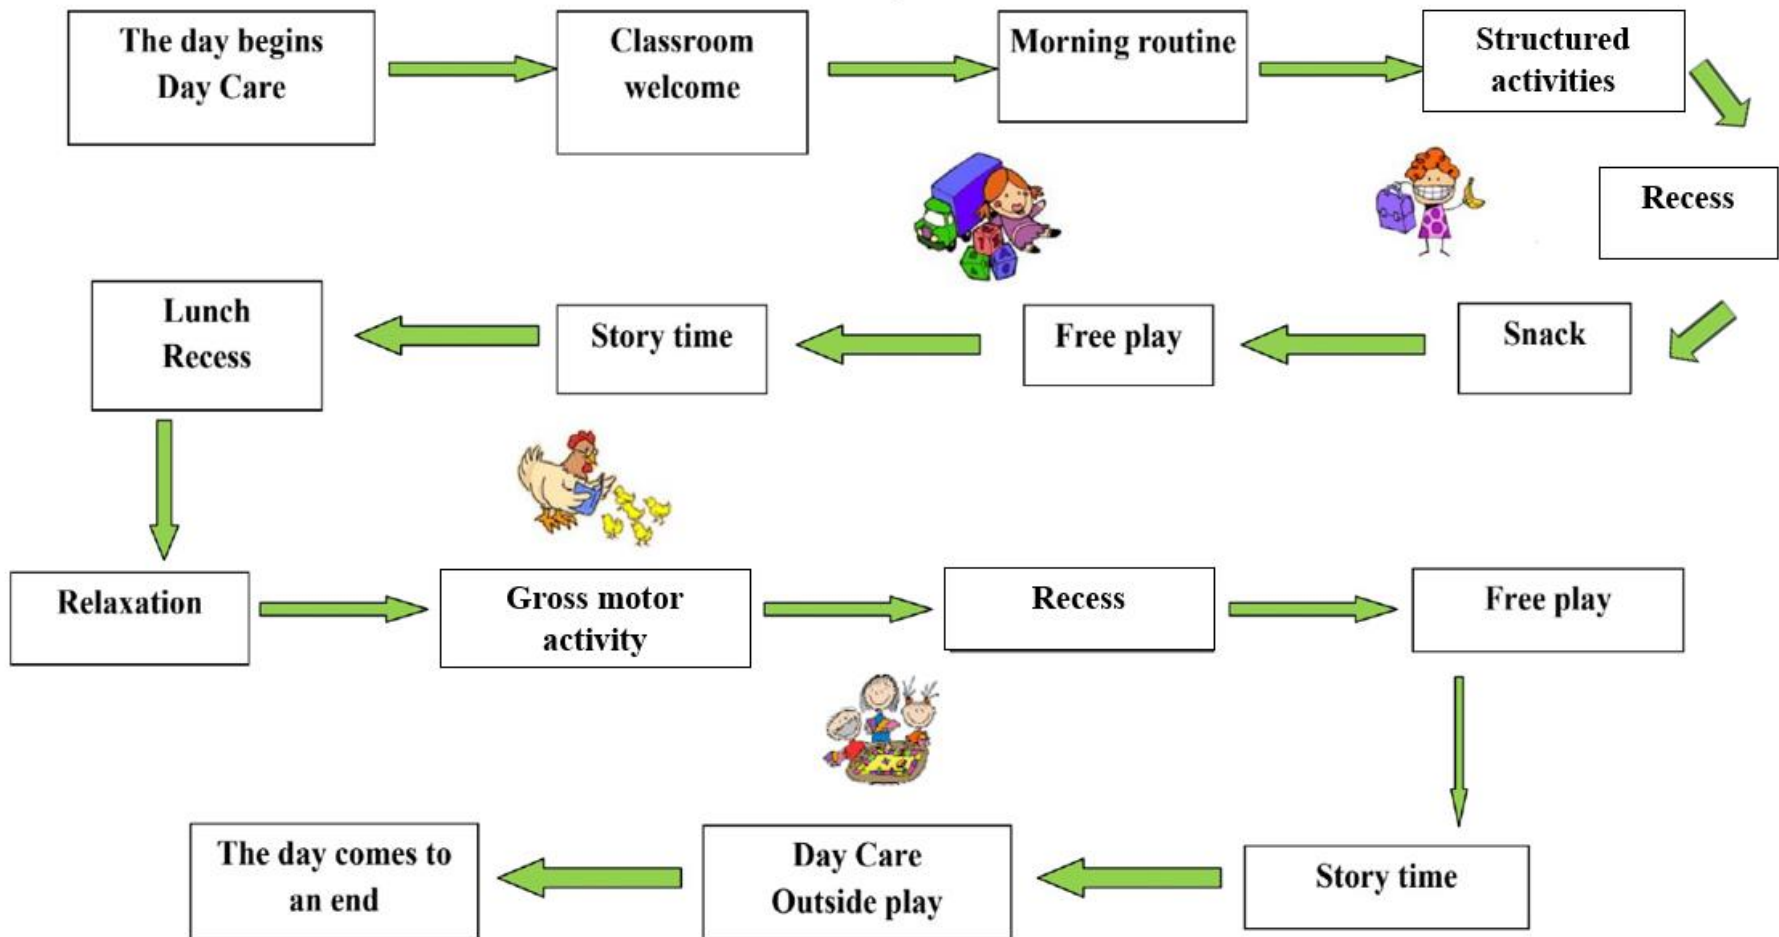 The day begins
Day Care
Classroom
welcome
Morning routine
Structured
activities
Recess
Snack
Free play
Story time
Lunch
Recess
Relaxation
Gross motor
activity
Recess
Free play
Story time
Day Care
Outside play
The day comes to
an end